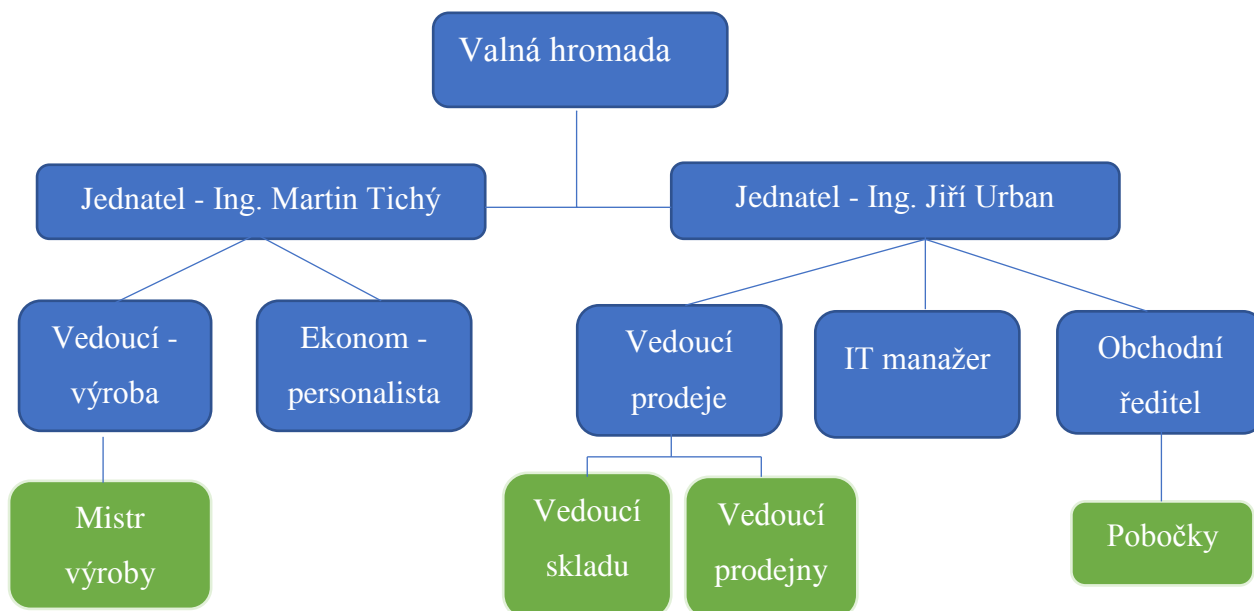 Valná hromada
Jednatel - Ing. Martin Tichý
Jednatel - Ing. Jiří Urban
Vedoucí -
výroba
Ekonom -
personalista
Vedoucí
prodeje
IT manažer
Obchodní
ředitel
Mistr
výroby
Vedoucí
skladu
Vedoucí
prodejny
Pobočky